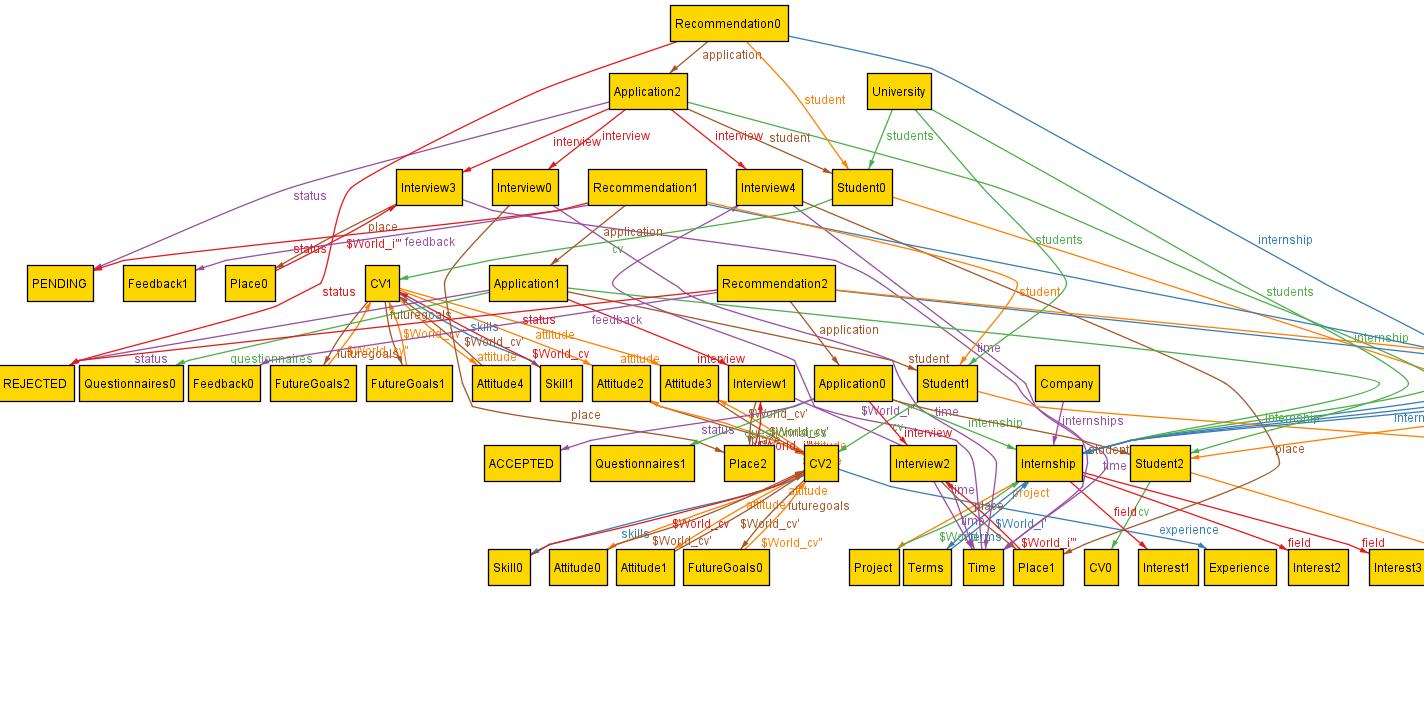 Recommendation0
application
Application2
University
student
interview
interview
interview
student
students
Interview3
Interview0
Recommendation1
Interview4
Student0
status
place
application
status
$World_i'"
feedback
cv
students
internship
PENDING
Feedback1
Place0
CV1
Application1
Recommendation2
status
student
students
futuregoals
skills
status
feedback
application
$World_cv
$World_cv'
attitude
internship
time
status
questionnaires
futuregoals
attitude
$World_cv
attitude
interview
student
REJECTED
Questionnaires0
Feedback0
FutureGoals2
FutureGoals1
Attitude4
Skill1
Attitude2
Attitude3
Interview1
Application0
Student1
Company
place
$World_cv'
time
internship
status
$World_cv'
cv
interview
internship
internships
student
place
ACCEPTED
Questionnaires1
Place2
CV2
Interview2
Internship
Student2
time
attitude
time
project
attitude
futuregoals
place
field
cv
skills
$World_cv
$World_cv'
time
$World_i'
experience
$World_cv'
$World_cv"
terms
$World_i'"
field
field
Skill0
Attitude0
Attitude1
FutureGoals0
Project
Terms
Time
Place1
CV0
Interest1
Experience
Interest2
Interest3